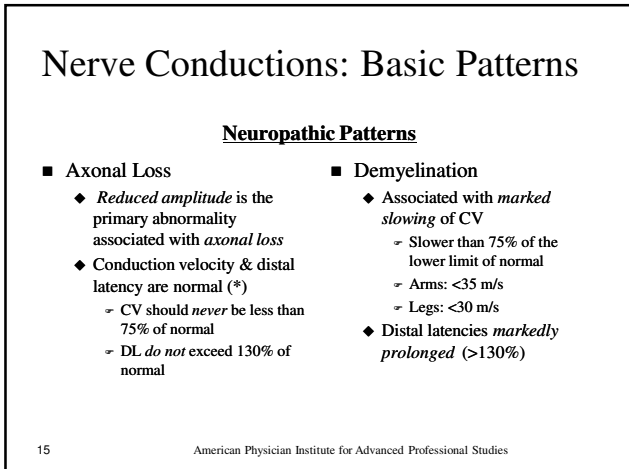 Nerve Conductions: Basic Patterns
Neuropathic Patterns
■ Axonal Loss
◆ Reduced amplitude is the
primary abnormality
associated with axonal loss
◆ Conduction velocity & distal
latency are normal (*)
☞ CV should never be less than
75% of normal
☞ DL do not exceed 130% of
normal
■ Demyelination
◆ Associated with marked
slowing of CV
☞ Slower than 75% of the
lower limit of normal
☞ Arms: <35 m/s
☞ Legs: <30 m/s
◆ Distal latencies markedly
prolonged (>130%)
15
American Physician Institute for Advanced Professional Studies